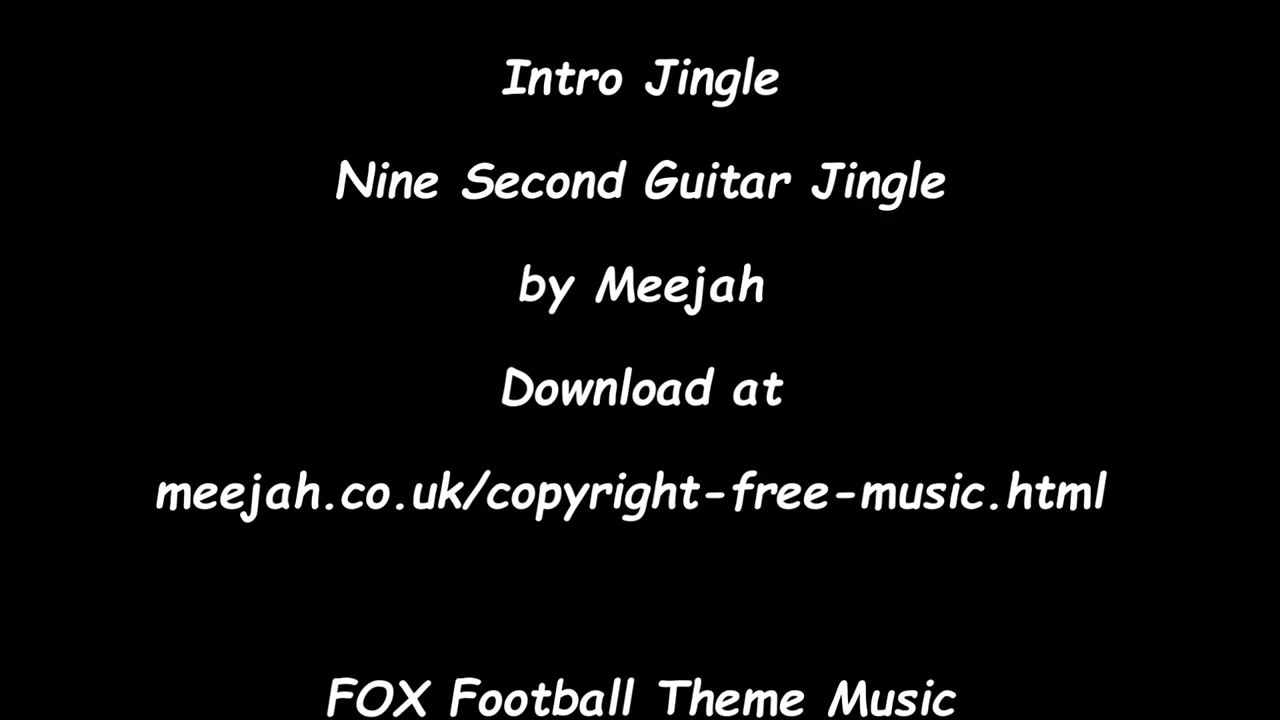 Intro Jingle
Nine Second Guitar Jingle
by Meejah
Download at
meejah.co.uk/copyright-free-music.html
FOX Football Theme Music